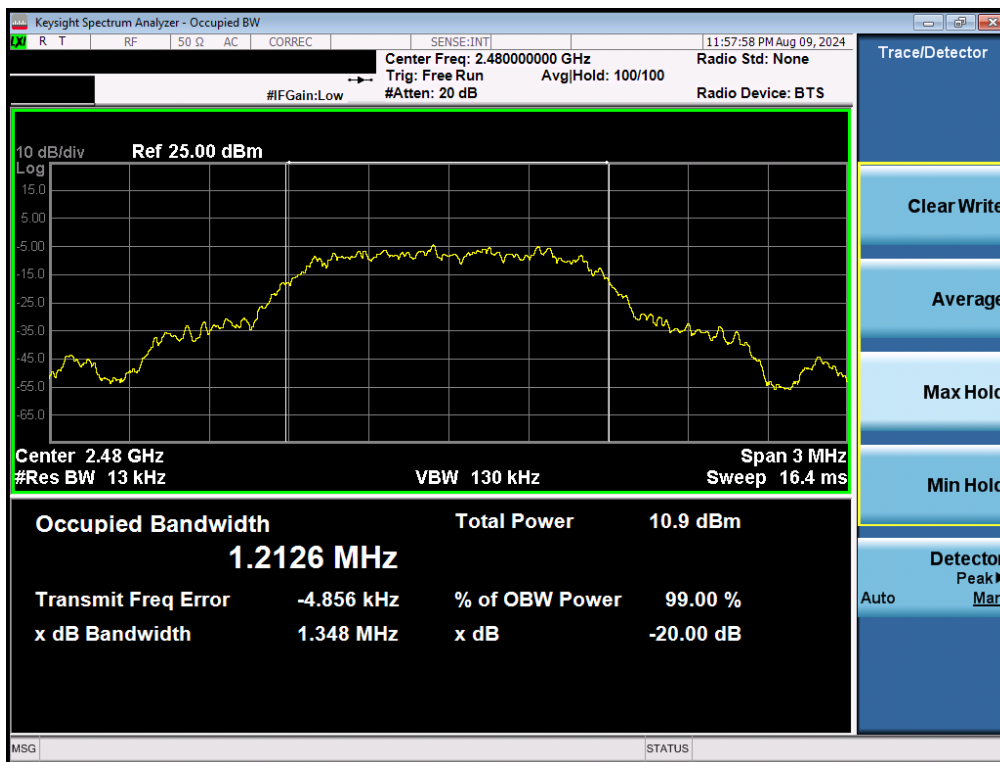 Keysight Spectrum Analyzer - Occupied BW
LXI R T RF 50 Ω AC CORREC SENSE:INT 11:57:58 PM Aug 09, 2024
Center Freq: 2.480000000 GHz Radio Std: None
Trig: Free Run Avg|Hold: 100/100
#IFGain:Low #Atten: 20 dB Radio Device: BTS
Trace/Detector
10 dB/div Ref 25.00 dBm
Log
15.0
5.00
-5.00
-15.0
-25.0
-35.0
-45.0
-55.0
-65.0
Center 2.48 GHz Span 3 MHz
#Res BW 13 kHz VBW 130 kHz Sweep 16.4 ms
Occupied Bandwidth Total Power 10.9 dBm
1.2126 MHz
Transmit Freq Error -4.856 kHz % of OBW Power 99.00 %
x dB Bandwidth 1.348 MHz x dB -20.00 dB
Clear Write
Average
Max Hold
Min Hold
Detector
Peak▶
Auto Man
MSG STATUS